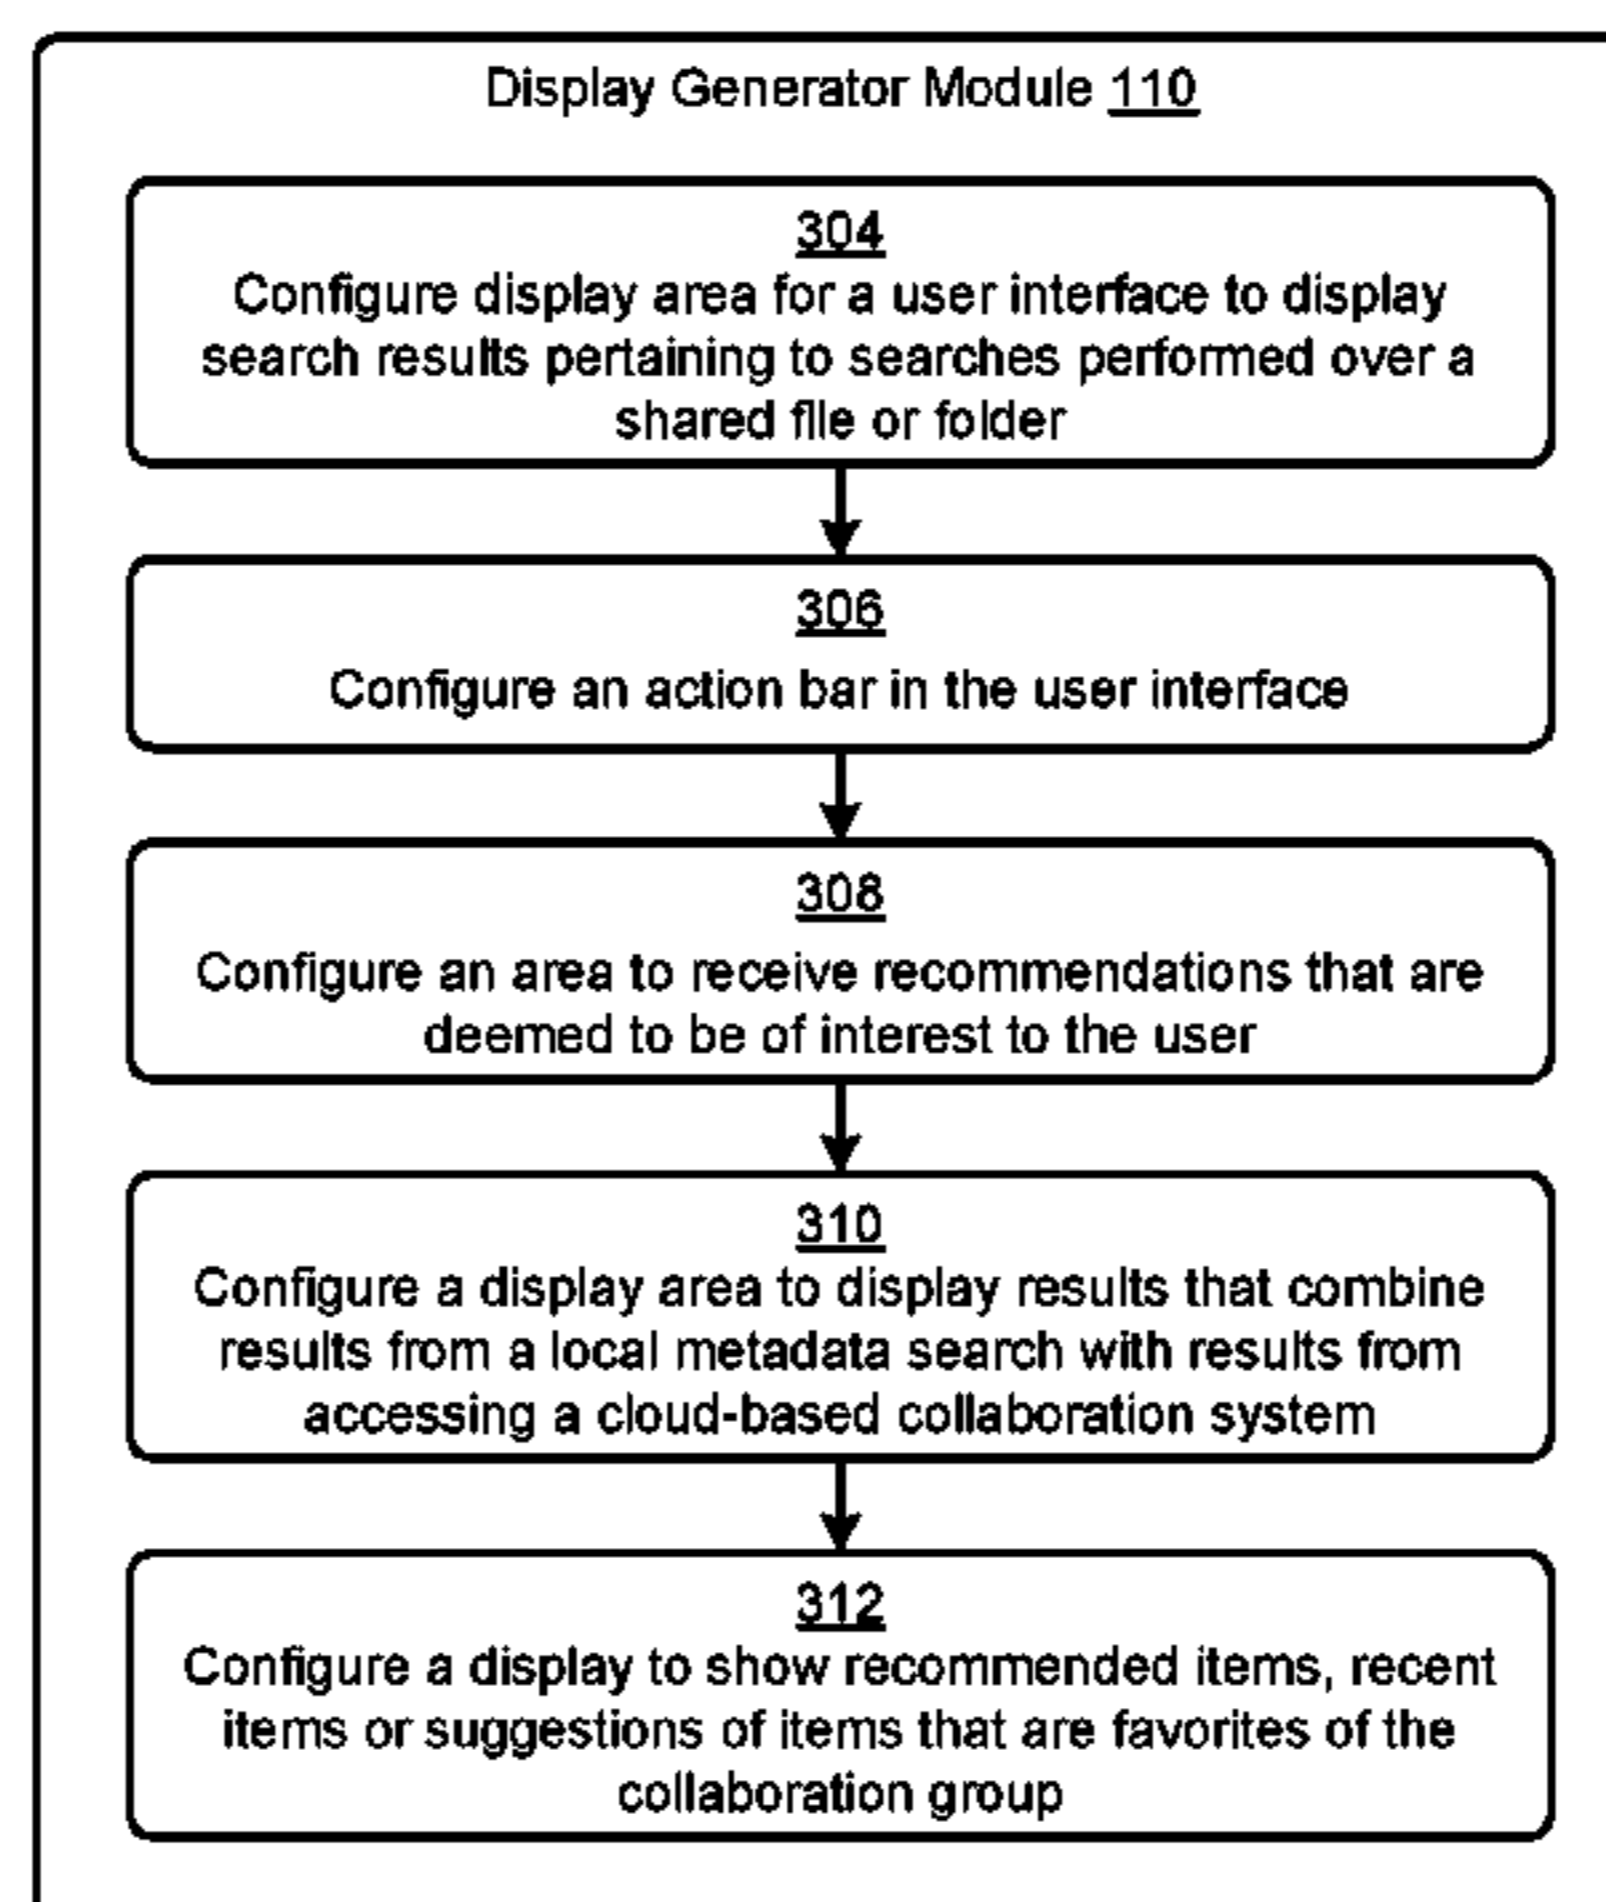 Display Generator Module 110
304
Configure display area for a user interface to display
search results pertaining to searches performed over a
shared file or folder
306
Configure an action bar in the user interface
308
Configure an area to receive recommendations that are
deemed to be of interest to the user
310
Configure a display area to display results that combine
results from a local metadata search with results from
accessing a cloud-based collaboration system
312
Configure a display to show recommended items, recent
items or suggestions of items that are favorites of the
collaboration group